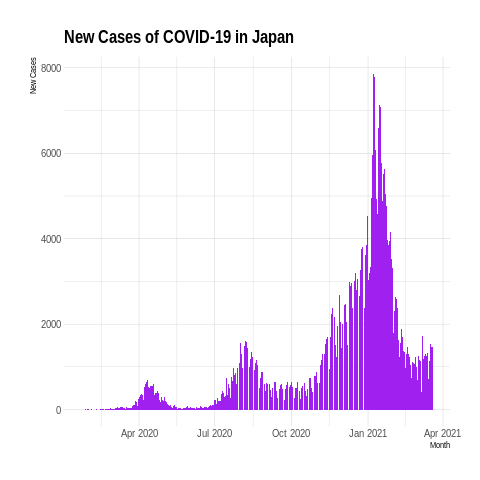 New Cases of COVID-19 in Japan
New Cases
8000
6000
4000
2000
0
Apr 2020 Jul 2020 Oct 2020 Jan 2021 Apr 2021
Month